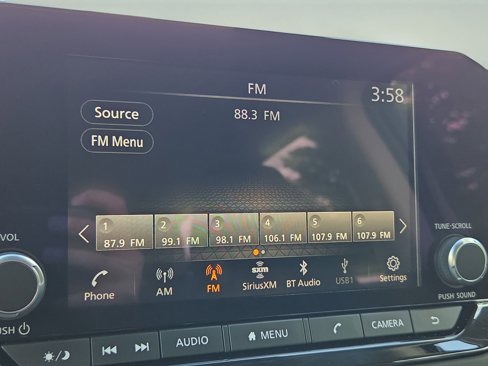 FM
3:58
Source
88.3 FM
FM Menu
1 2 3 4 5 6
87.9 FM 99.1 FM 98.1 FM 106.1 FM 107.9 FM 107.9 FM
VOL
TUNE·SCROLL
Phone AM FM sxm SiriusXM BT Audio USB1 Settings
PUSH SOUND
PUSH
AUDIO MENU CAMERA